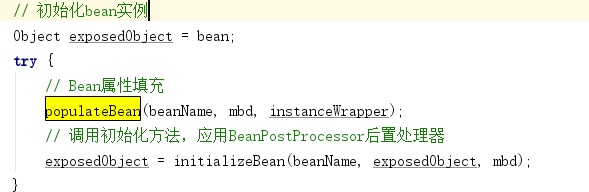 // 初始化bean实例
Object exposedObject = bean;
try {
// Bean属性填充
populateBean(beanName, mbd, instanceWrapper);
// 调用初始化方法，应用BeanPostProcessor后置处理器
exposedObject = initializeBean(beanName, exposedObject, mbd);
}